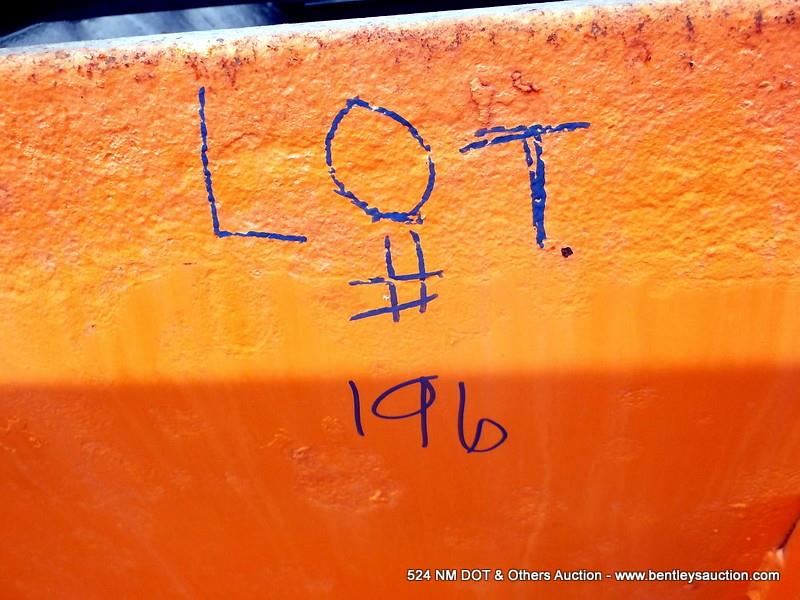 LOT
#
196
524 NM DOT & Others Auction - www.bentleysauction.com